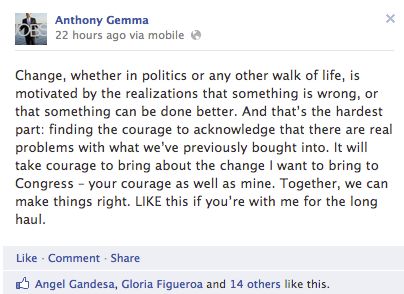 Anthony Gemma
22 hours ago via mobile
Change, whether in politics or any other walk of life, is
motivated by the realizations that something is wrong, or
that something can be done better. And that's the hardest
part: finding the courage to acknowledge that there are real
problems with what we've previously bought into. It will
take courage to bring about the change I want to bring to
Congress – your courage as well as mine. Together, we can
make things right. LIKE this if you're with me for the long
haul.
Like · Comment · Share
Angel Gandesa, Gloria Figueroa and 14 others like this.